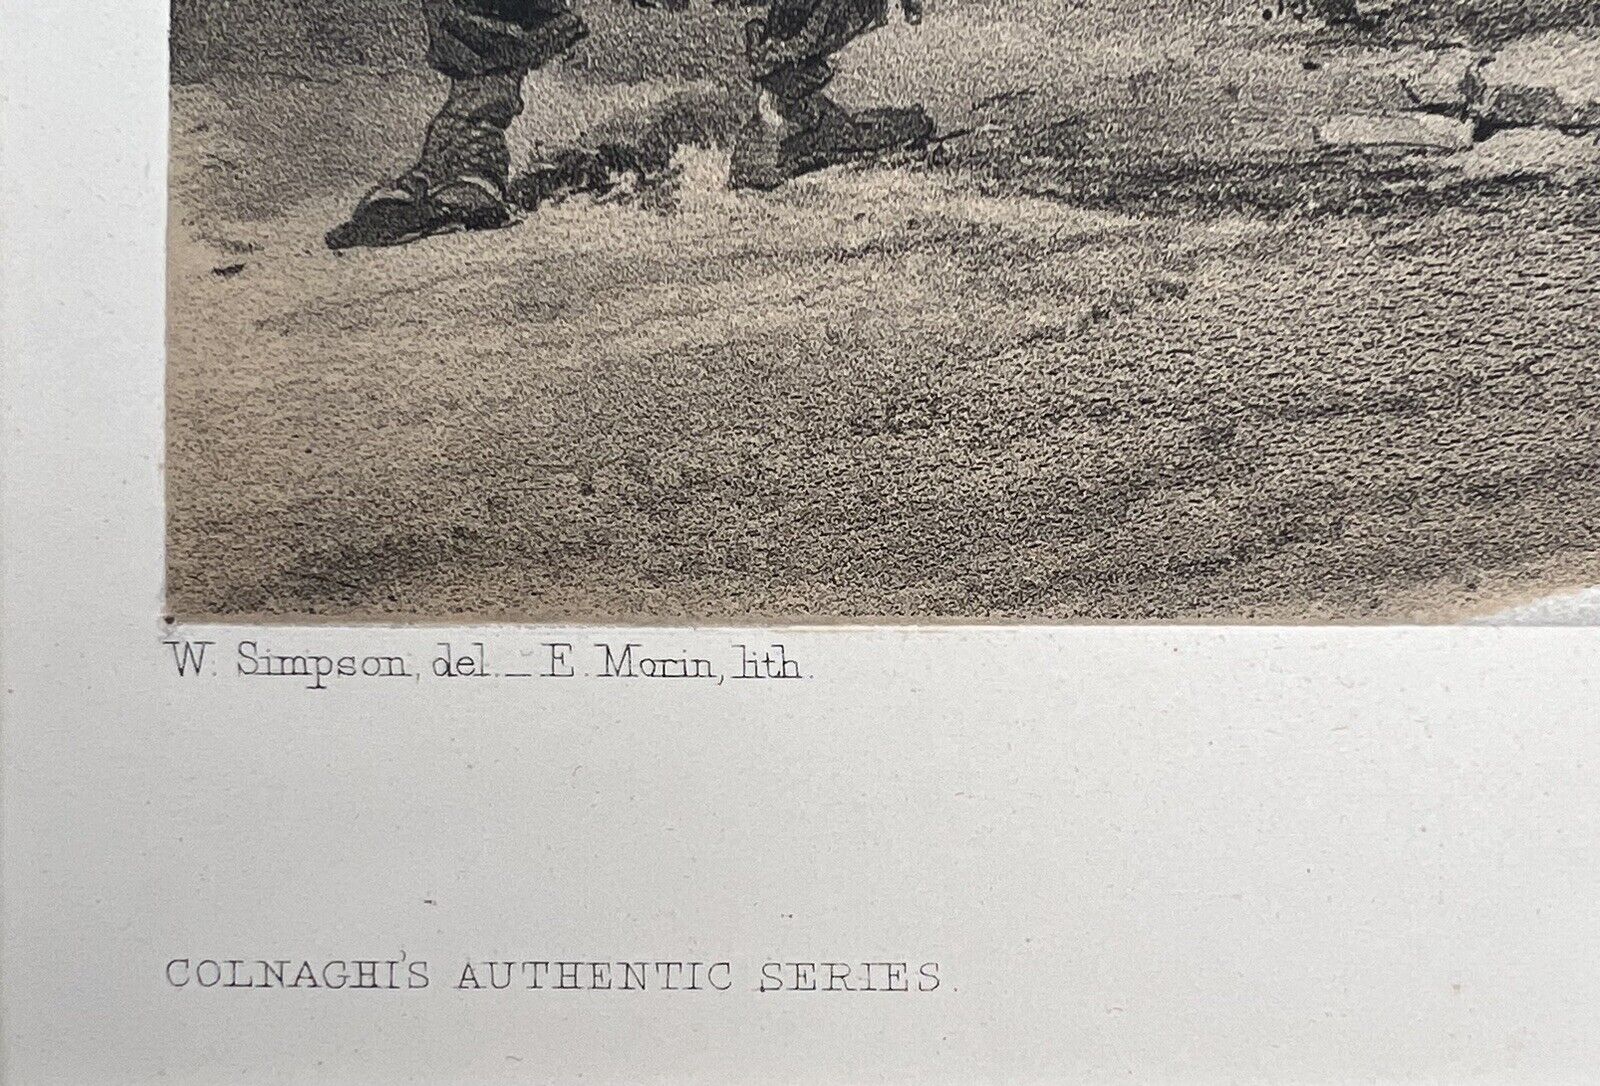 W. Simpson, del. _ E. Morin, lith.
COLNAGHI'S AUTHENTIC SERIES.